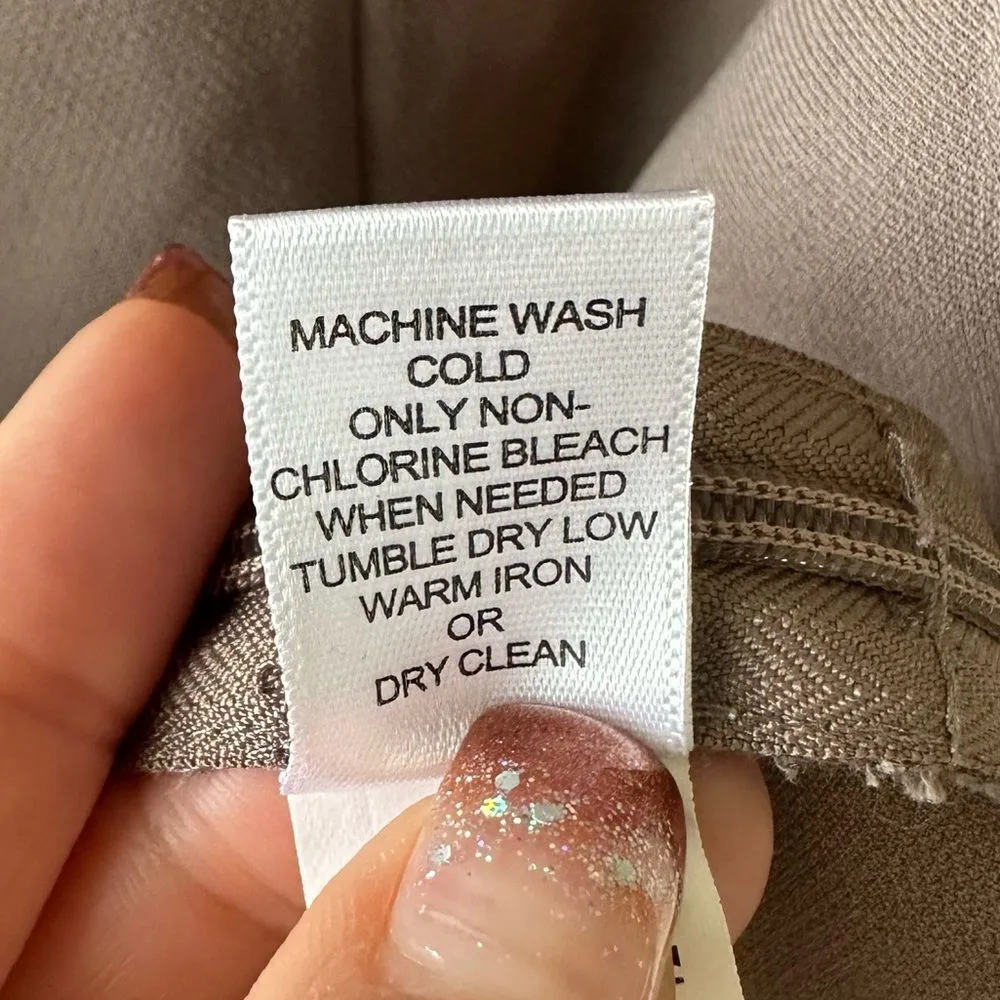 MACHINE WASH
COLD
ONLY NON-
CHLORINE BLEACH
WHEN NEEDED
TUMBLE DRY LOW
WARM IRON
OR
DRY CLEAN